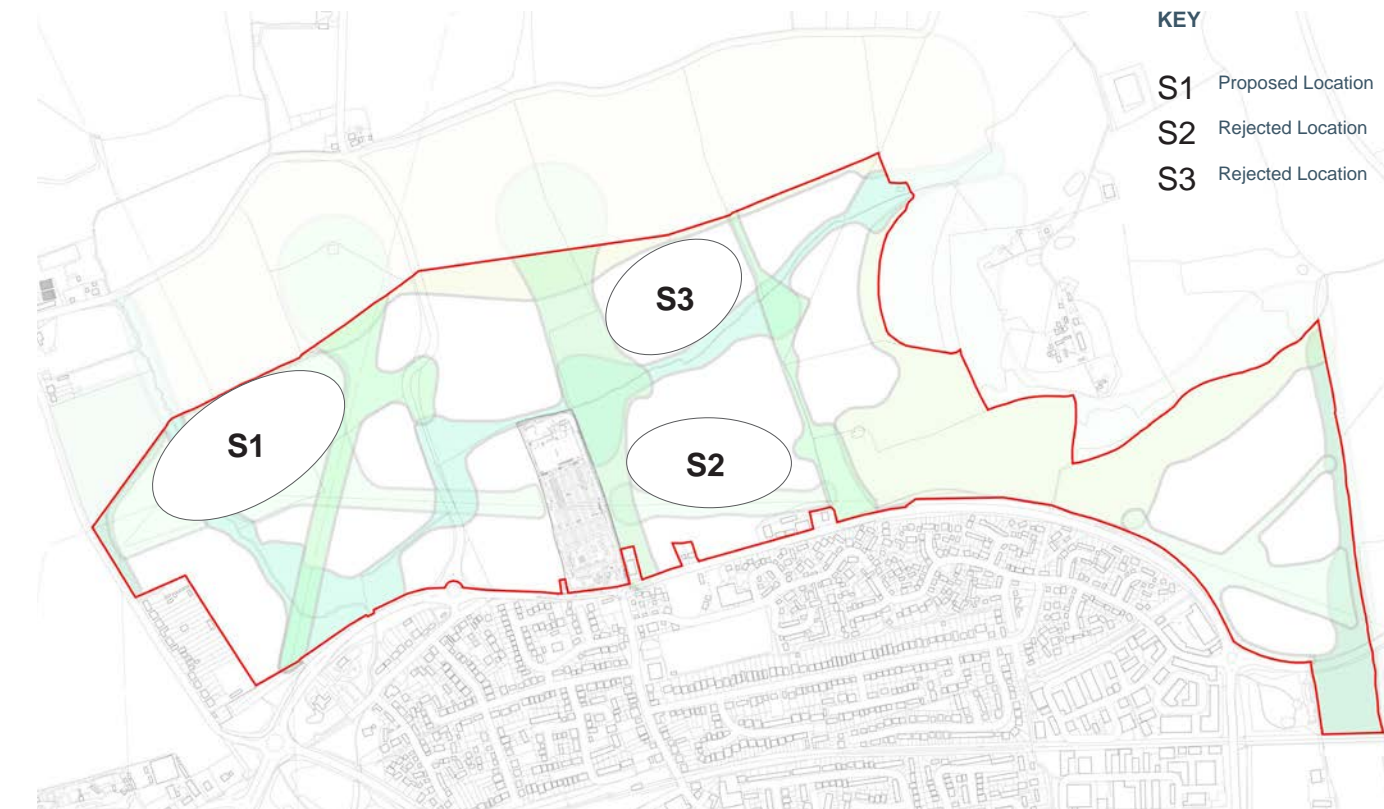 KEY
S1 Proposed Location
S2 Rejected Location
S3 Rejected Location
S3
S1
S2